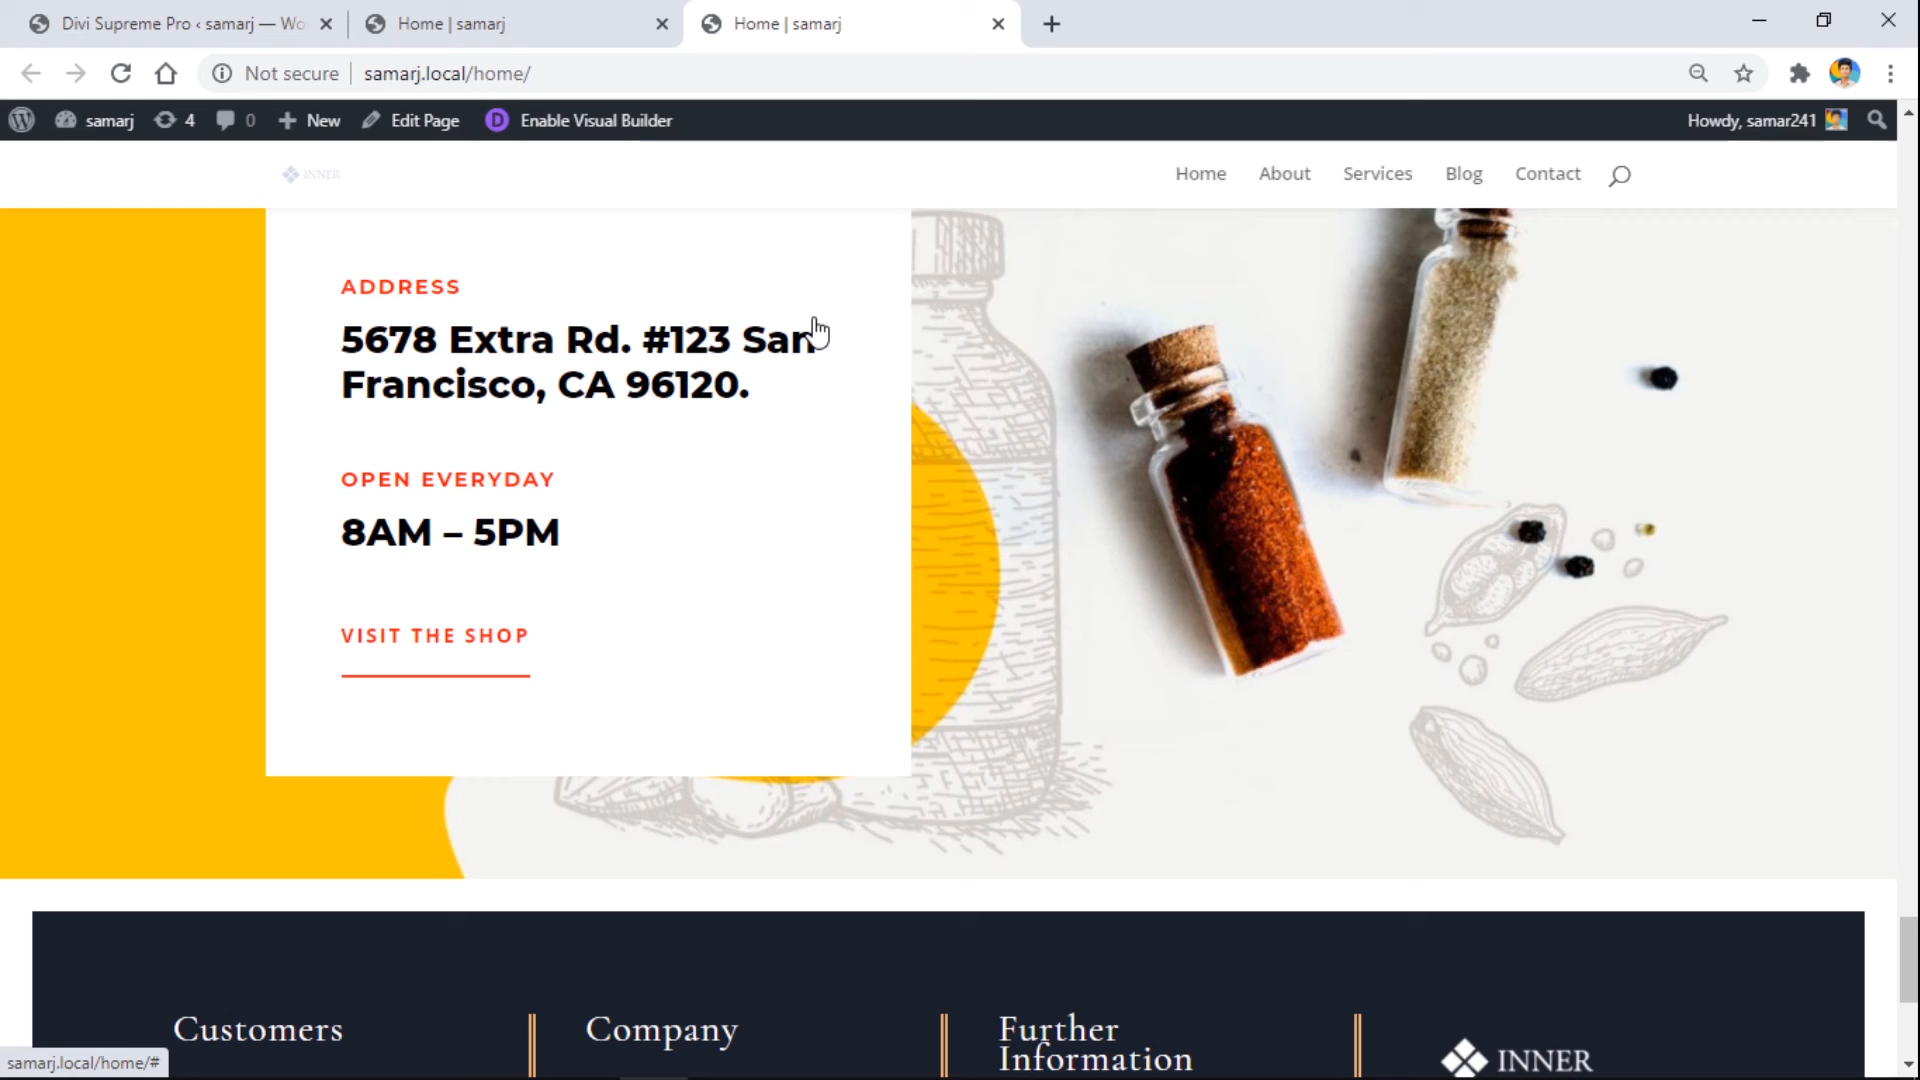 Divi Supreme Pro ‹ samarj — Wo
Home | samarj
Home | samarj
Not secure
samarj.local/home/
samarj
4
0
New
Edit Page
D
Enable Visual Builder
Howdy, samar241
INNER
Home
About
Services
Blog
Contact
ADDRESS
5678 Extra Rd. #123 San
Francisco, CA 96120.
OPEN EVERYDAY
8AM – 5PM
VISIT THE SHOP
Customers
Company
Further
Information
INNER
samarj.local/home/#